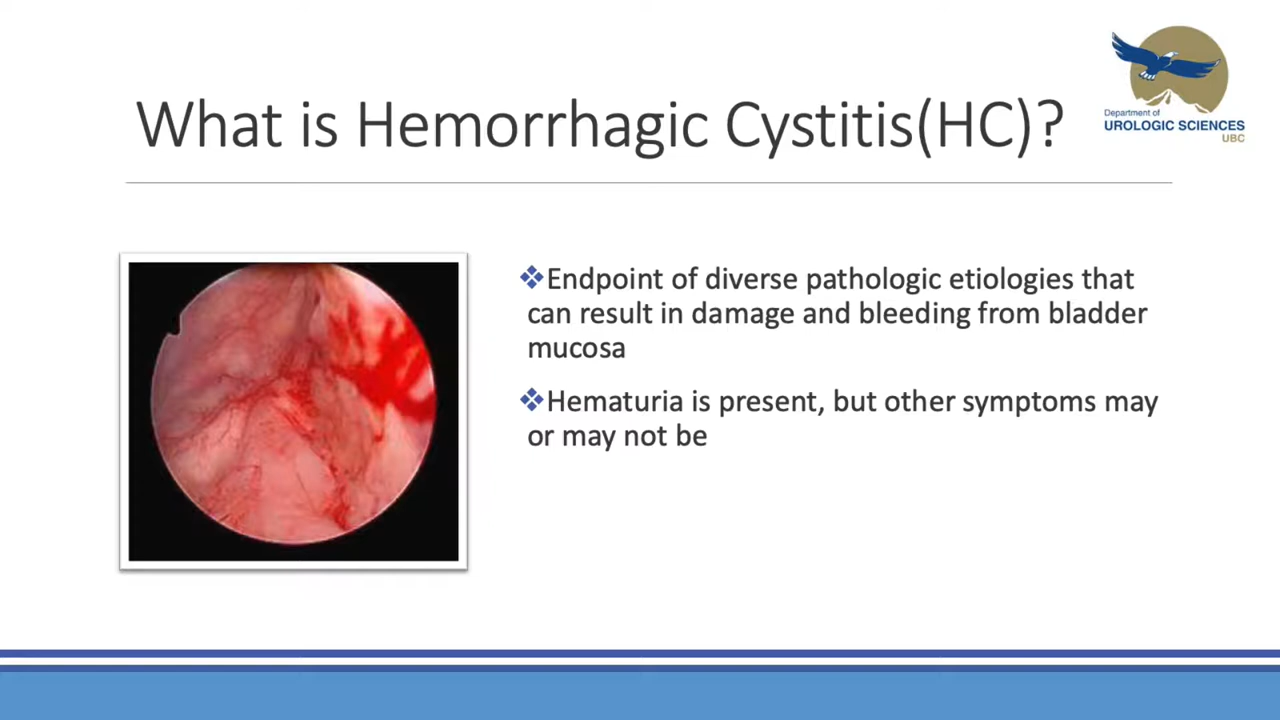 What is Hemorrhagic Cystitis(HC)?
Department of
UROLOGIC SCIENCES
UBC
❖Endpoint of diverse pathologic etiologies that
can result in damage and bleeding from bladder
mucosa
❖Hematuria is present, but other symptoms may
or may not be